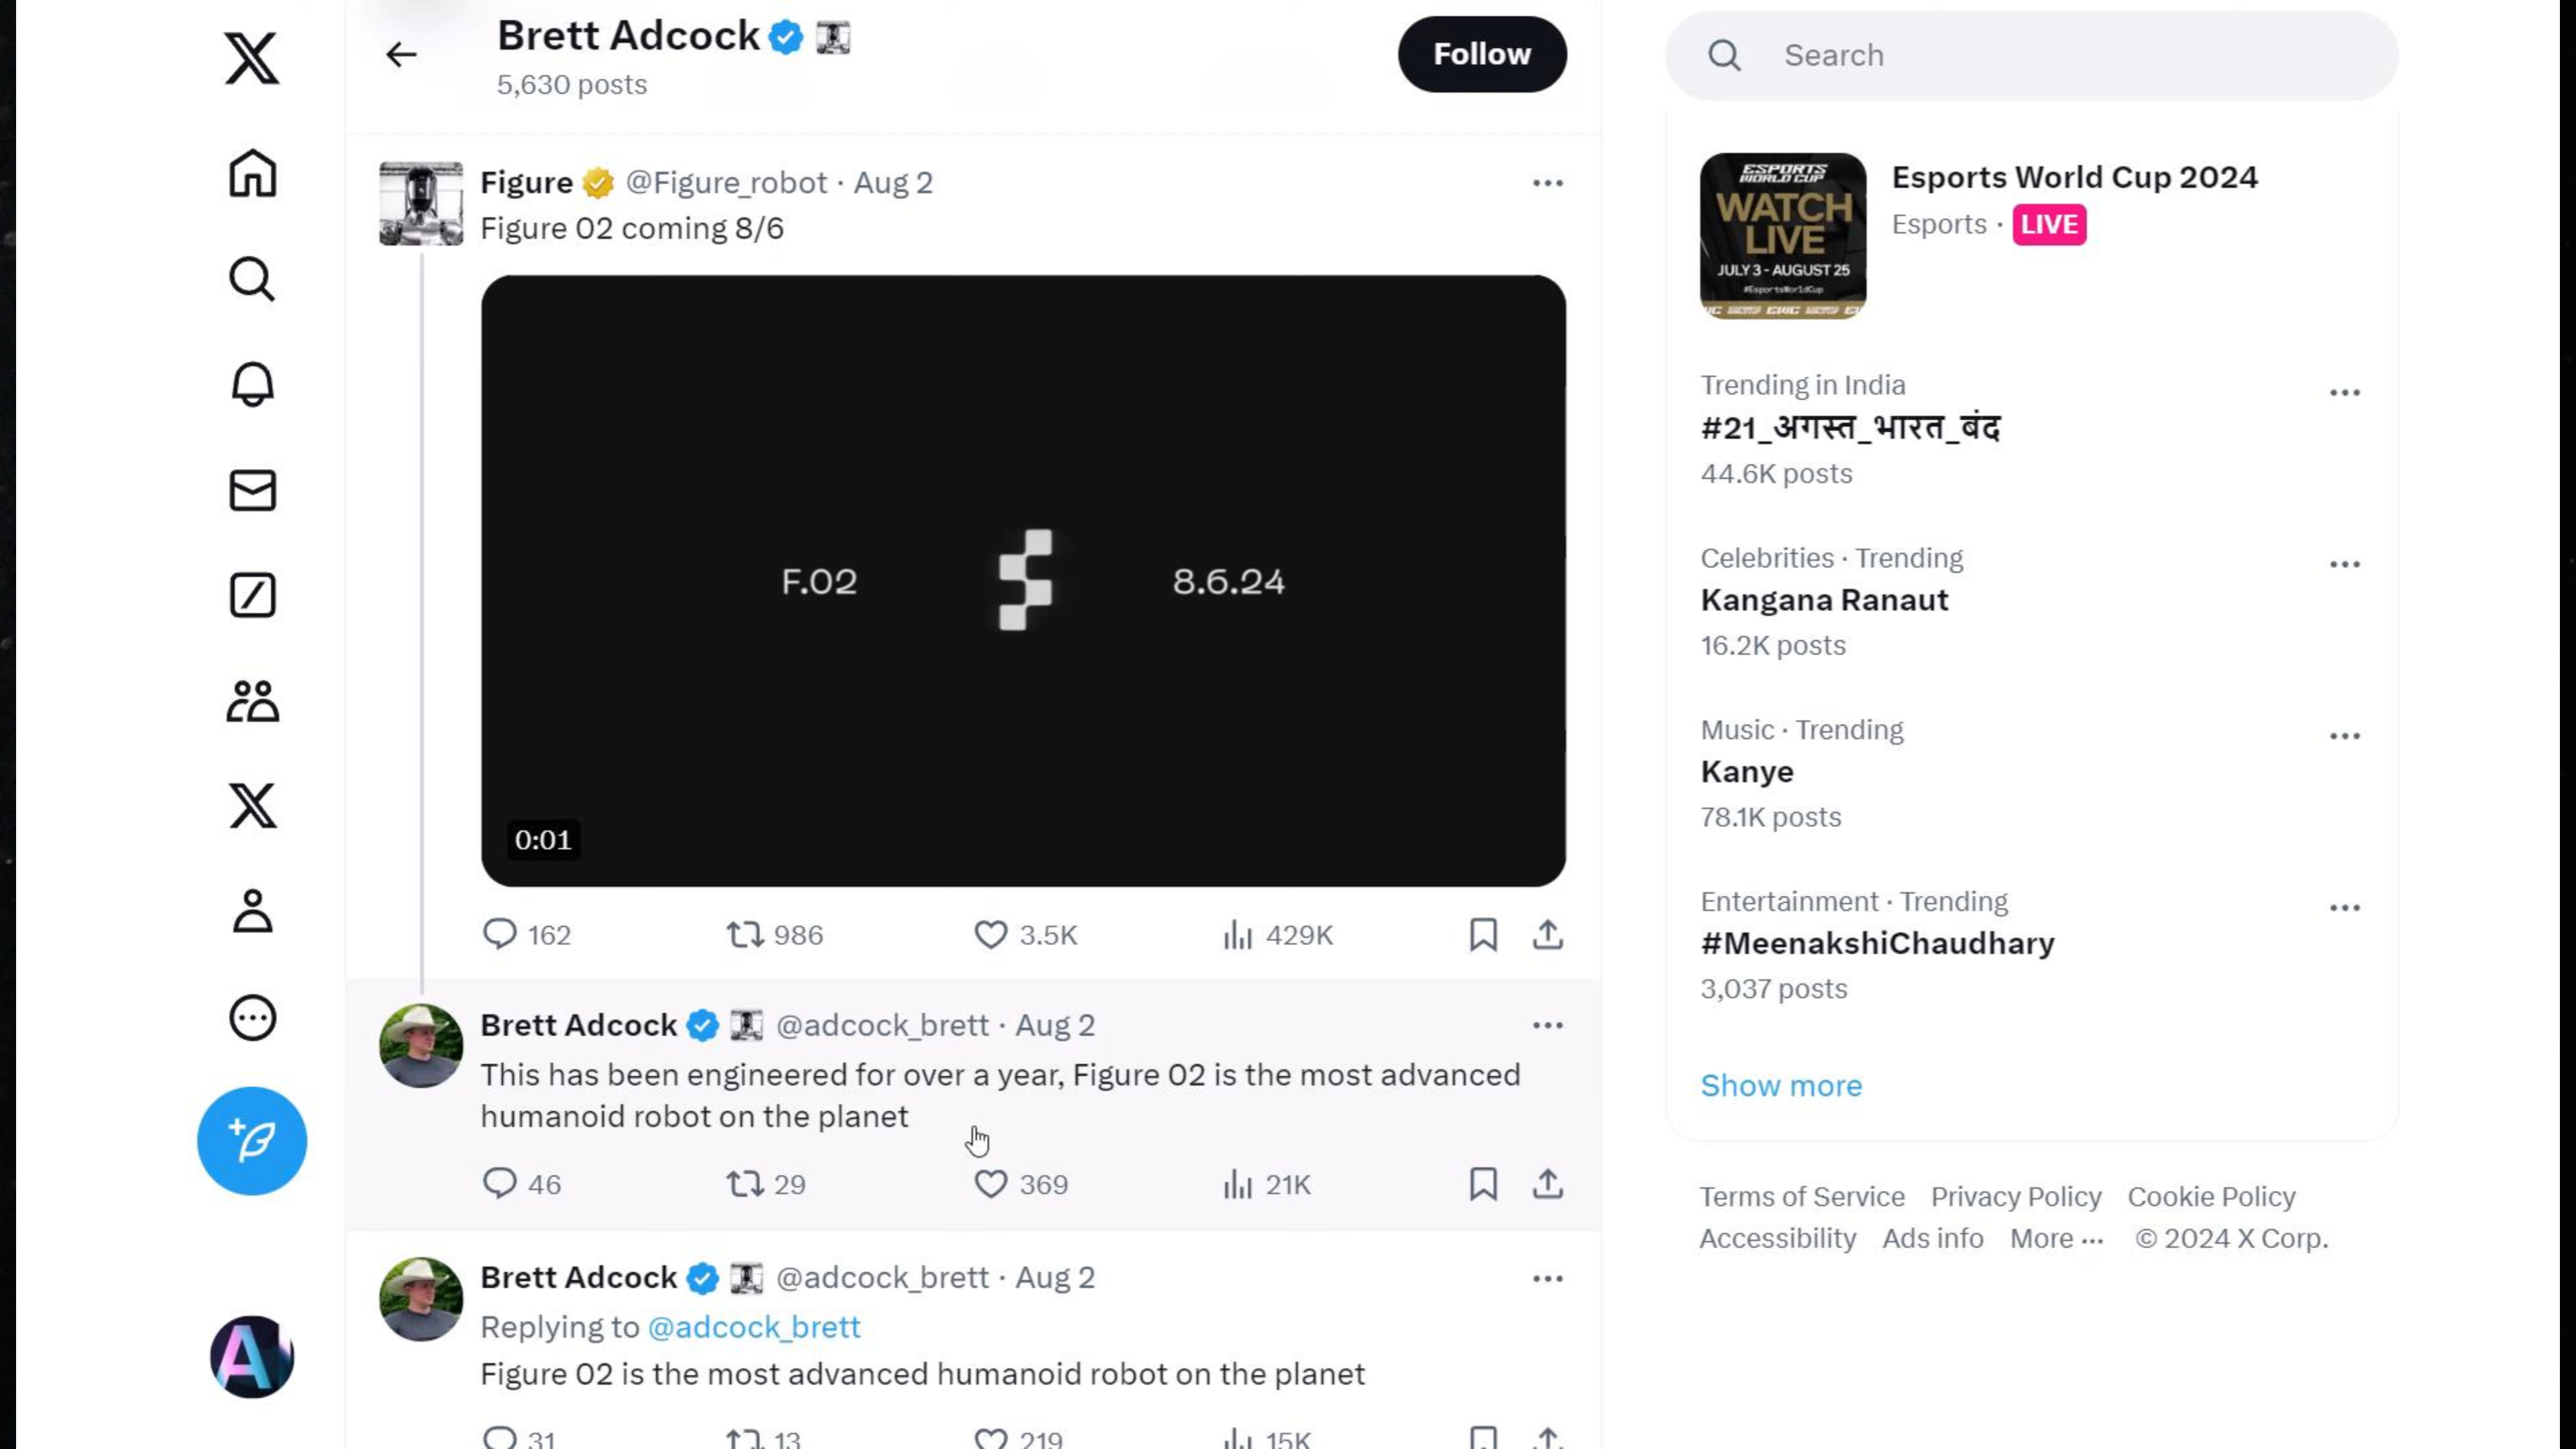 Brett Adcock
5,630 posts
Follow
Figure @Figure_robot · Aug 2
Figure 02 coming 8/6
F.02
8.6.24
0:01
162
986
3.5K
429K
Brett Adcock @adcock_brett · Aug 2
This has been engineered for over a year, Figure 02 is the most advanced
humanoid robot on the planet
46
29
369
21K
Brett Adcock @adcock_brett · Aug 2
Replying to @adcock_brett
Figure 02 is the most advanced humanoid robot on the planet
31
13
219
15K
Search
ESPORTS
WORLD CUP
WATCH
LIVE
JULY 3 - AUGUST 25
#EsportsWorldCup
Esports World Cup 2024
Esports · LIVE
Trending in India
#21_अगस्त_भारत_बंद
44.6K posts
Celebrities · Trending
Kangana Ranaut
16.2K posts
Music · Trending
Kanye
78.1K posts
Entertainment · Trending
#MeenakshiChaudhary
3,037 posts
Show more
Terms of Service Privacy Policy Cookie Policy
Accessibility Ads info More ··· © 2024 X Corp.